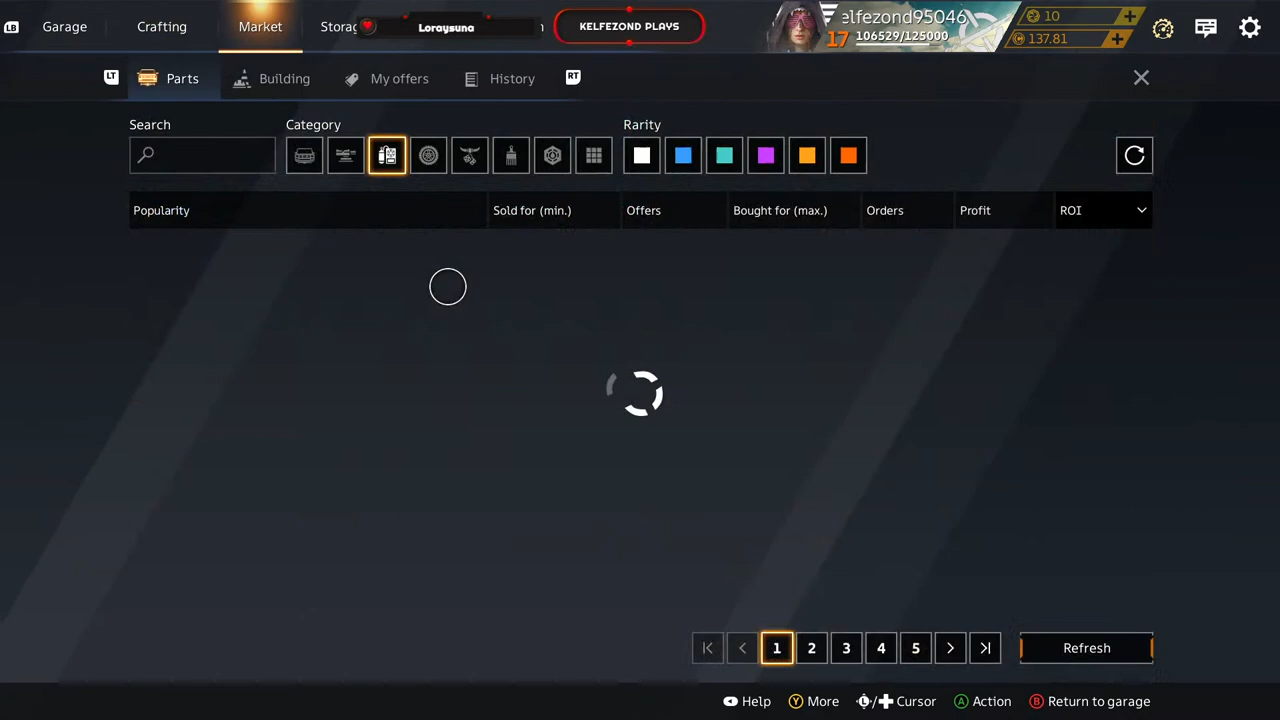 LB Garage Crafting Market Storag Loraysuna n KELFEZOND PLAYS elfezond95046 10
17 106529/125000 137.81
LT Parts Building My offers History RT
Search Category Rarity
Popularity Sold for (min.) Offers Bought for (max.) Orders Profit ROI
1 2 3 4 5 Refresh
Help Y More L Cursor A Action B Return to garage